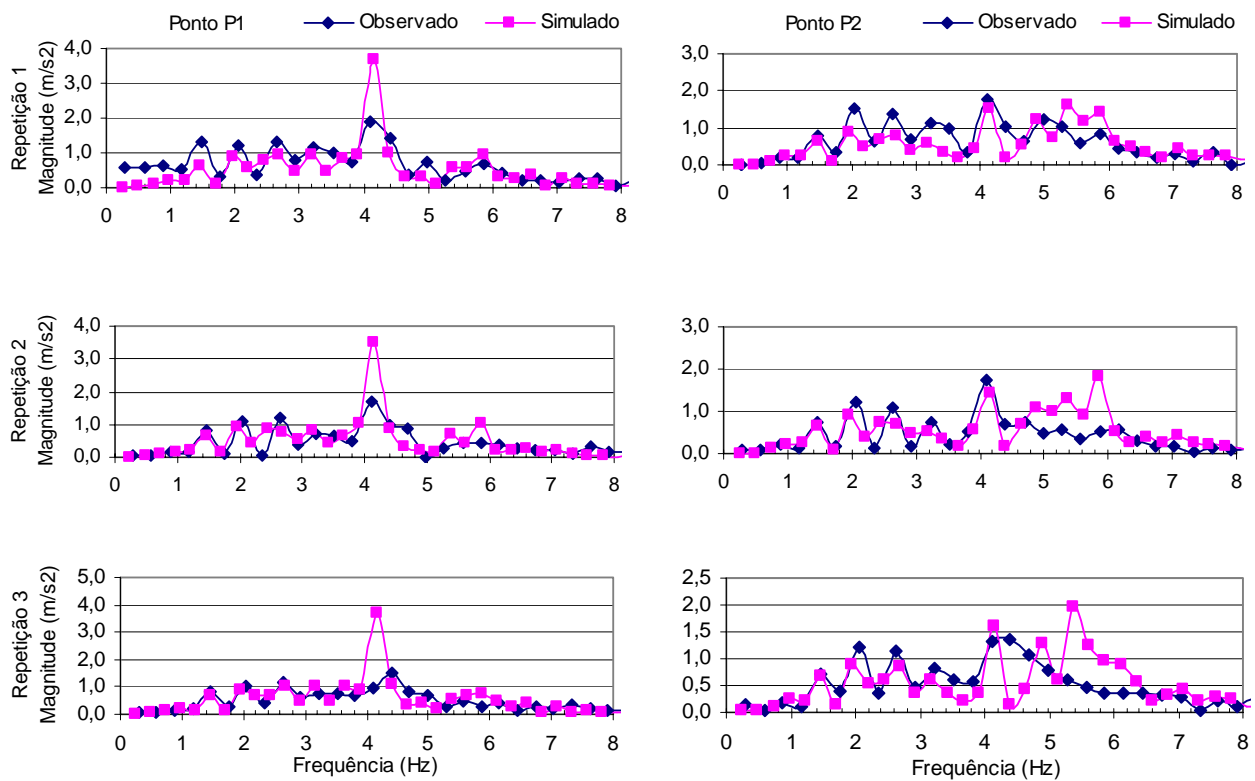 Ponto P1 Observado Simulado
Ponto P2 Observado Simulado
Repetição 1
Magnitude (m/s2)
4,0
3,0
2,0
1,0
0,0
0 1 2 3 4 5 6 7 8
3,0
2,0
1,0
0,0
0 1 2 3 4 5 6 7 8
Repetição 2
Magnitude (m/s2)
4,0
3,0
2,0
1,0
0,0
0 1 2 3 4 5 6 7 8
3,0
2,0
1,0
0,0
0 1 2 3 4 5 6 7 8
Repetição 3
Magnitude (m/s2)
5,0
4,0
3,0
2,0
1,0
0,0
0 1 2 3 4 5 6 7 8
Frequência (Hz)
2,5
2,0
1,5
1,0
0,5
0,0
0 1 2 3 4 5 6 7 8
Frequência (Hz)